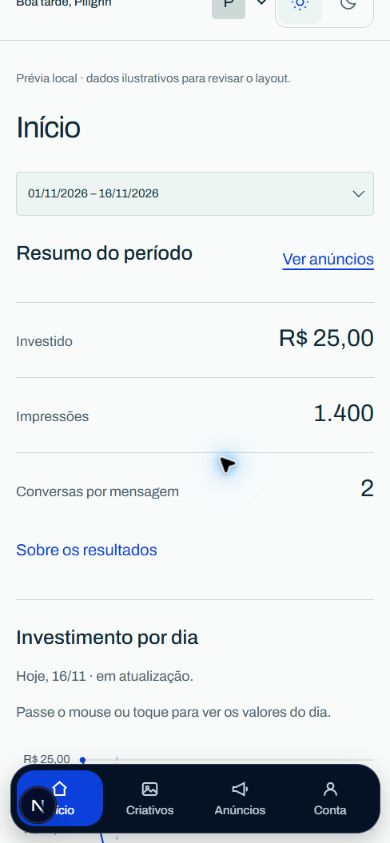 Boa tarde, Piligrin
P
Prévia local · dados ilustrativos para revisar o layout.
Início
01/11/2026 – 16/11/2026
Resumo do período
Ver anúncios
Investido
R$ 25,00
Impressões
1.400
Conversas por mensagem
2
Sobre os resultados
Investimento por dia
Hoje, 16/11 · em atualização.
Passe o mouse ou toque para ver os valores do dia.
R$ 25,00
N
ício
Criativos
Anúncios
Conta